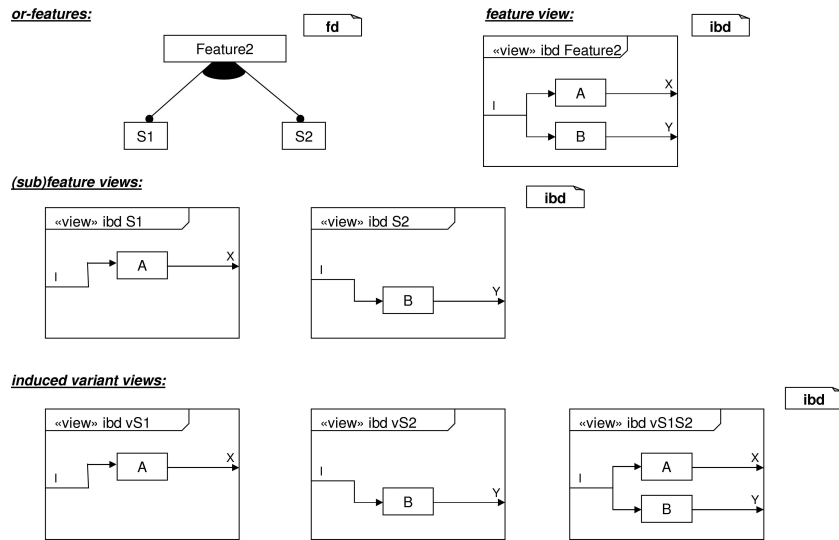 or-features:
fd
feature view:
ibd
Feature2
S1
S2
«view» ibd Feature2
I
A
X
B
Y
(sub)feature views:
ibd
«view» ibd S1
I
A
X
«view» ibd S2
I
B
Y
induced variant views:
ibd
«view» ibd vS1
I
A
X
«view» ibd vS2
I
B
Y
«view» ibd vS1S2
I
A
X
B
Y